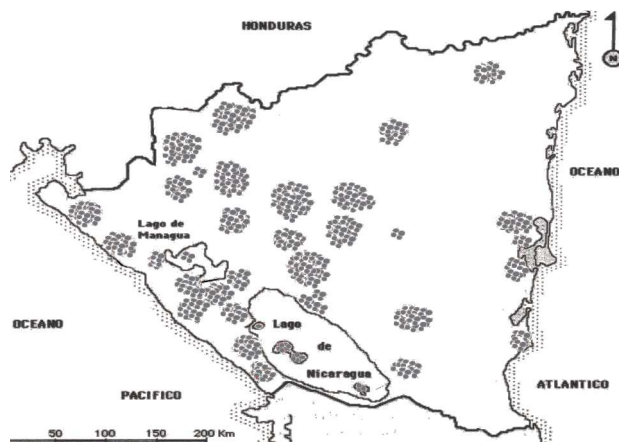 HONDURAS
N
OCEANO
Lago de
Managua
OCEANO
Lago
de
Nicaragua
PACIFICO
ATLANTICO
50 100 150 200 Km